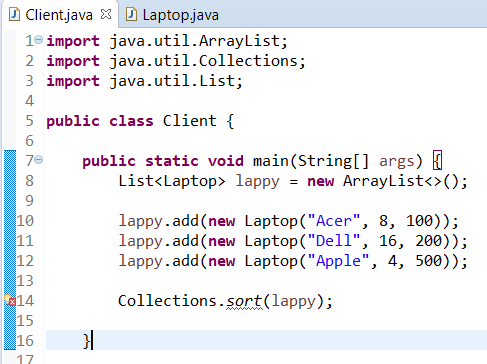 Client.java Laptop.java
1 import java.util.ArrayList;
2 import java.util.Collections;
3 import java.util.List;
4
5 public class Client {
6
7 public static void main(String[] args) {
8 List<Laptop> lappy = new ArrayList<>();
9
10 lappy.add(new Laptop("Acer", 8, 100));
11 lappy.add(new Laptop("Dell", 16, 200));
12 lappy.add(new Laptop("Apple", 4, 500));
13
14 Collections.sort(lappy);
15
16 }
17